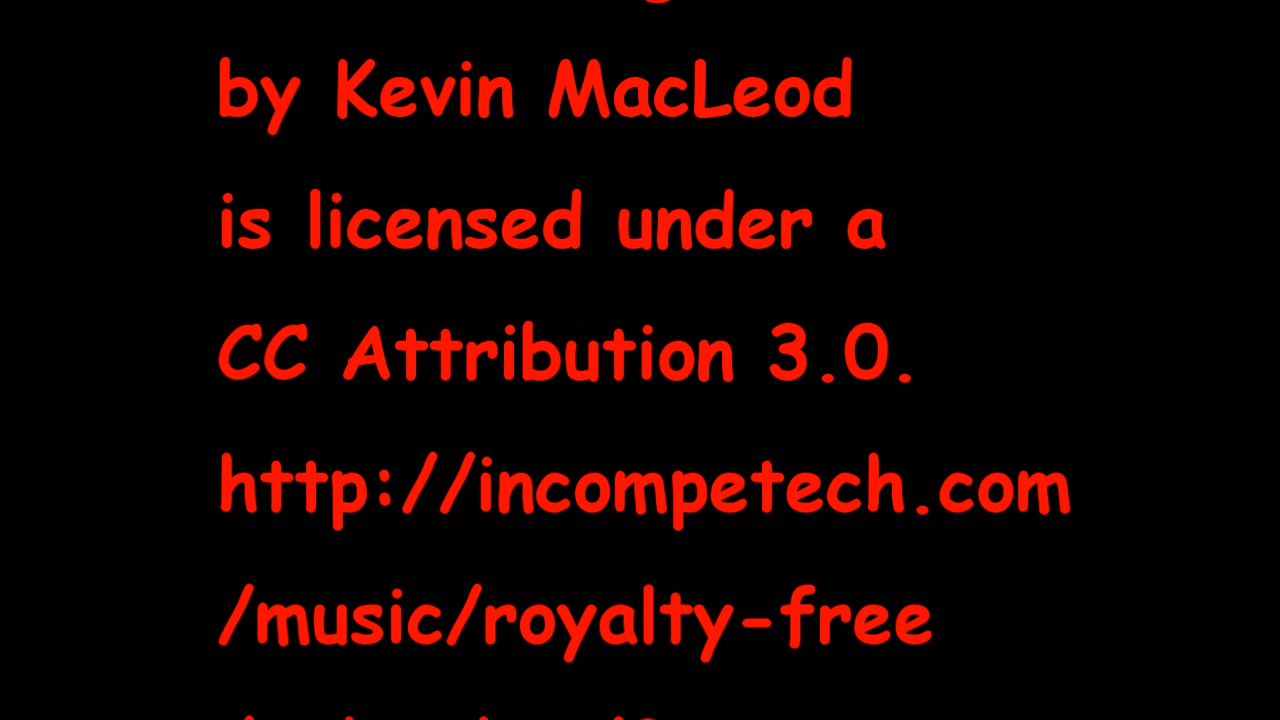 by Kevin MacLeod
is licensed under a
CC Attribution 3.0.
http://incompetech.com
/music/royalty-free